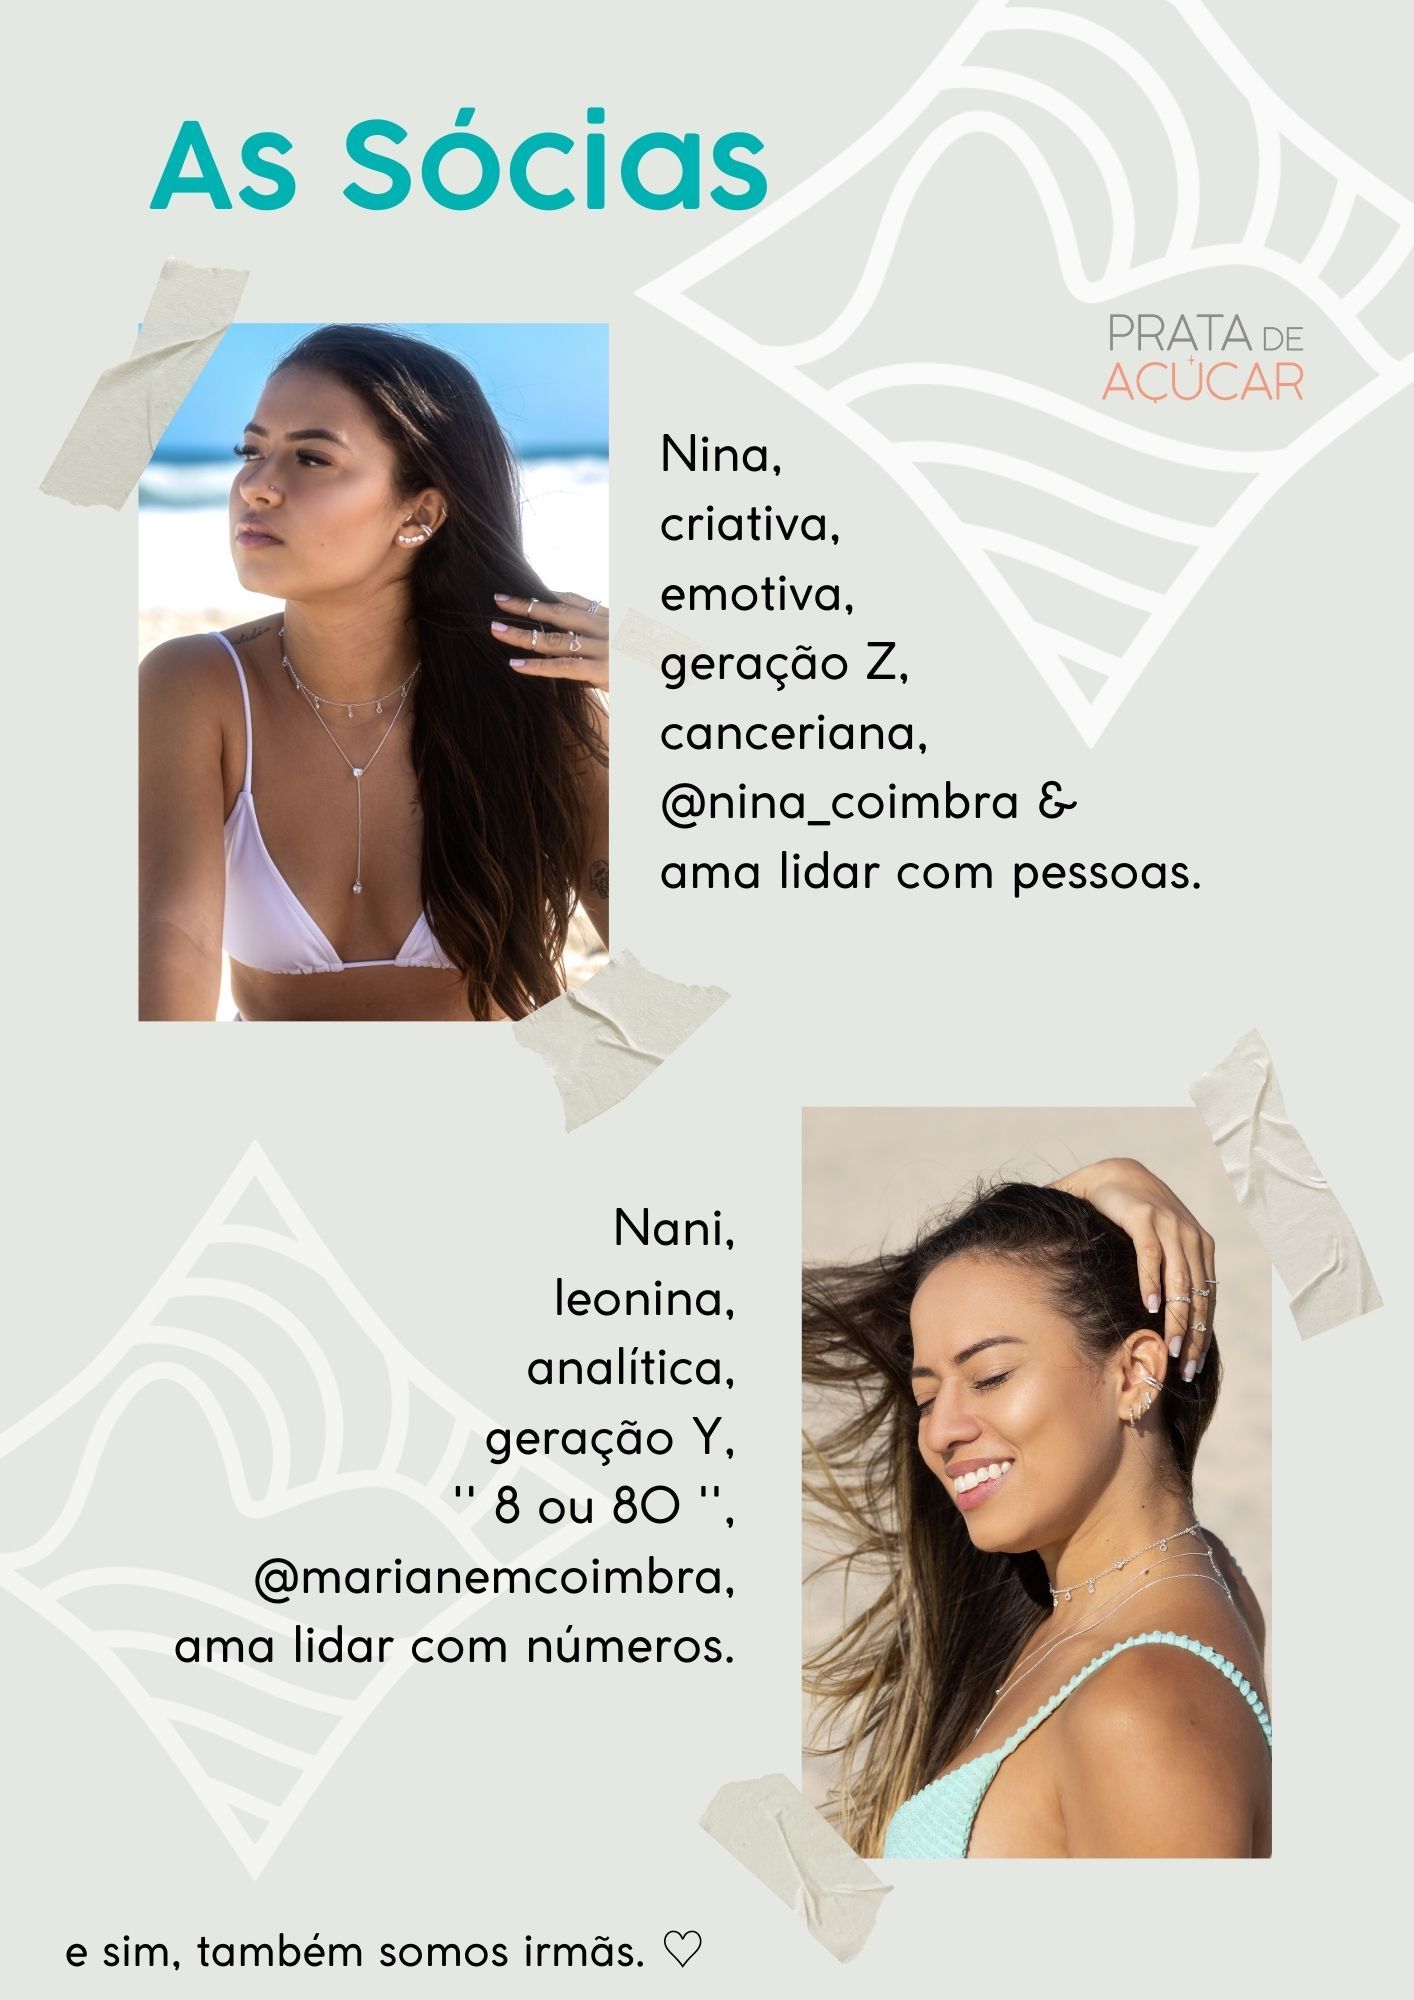 As Sócias
PRATA DE
AÇÚCAR
Nina,
criativa,
emotiva,
geração Z,
canceriana,
@nina_coimbra &
ama lidar com pessoas.
Nani,
leonina,
analítica,
geração Y,
'' 8 ou 80 '',
@marianemcoimbra,
ama lidar com números.
e sim, também somos irmãs. ♡